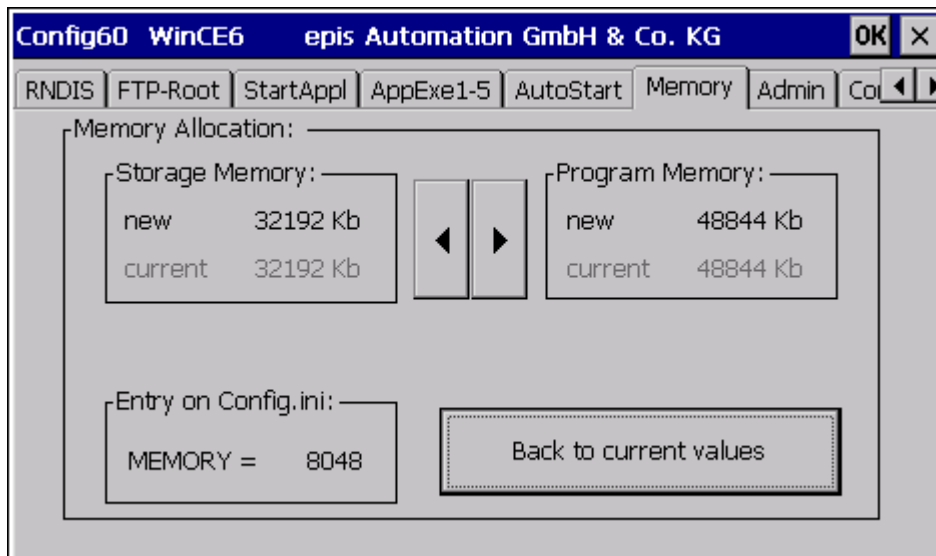 Config60 WinCE6 epis Automation GmbH & Co. KG OK ×
RNDIS FTP-Root StartAppl AppExe1-5 AutoStart Memory Admin
Memory Allocation:
Storage Memory: Program Memory:
new 32192 Kb new 48844 Kb
current 32192 Kb current 48844 Kb
Entry on Config.ini:
MEMORY = 8048
Back to current values